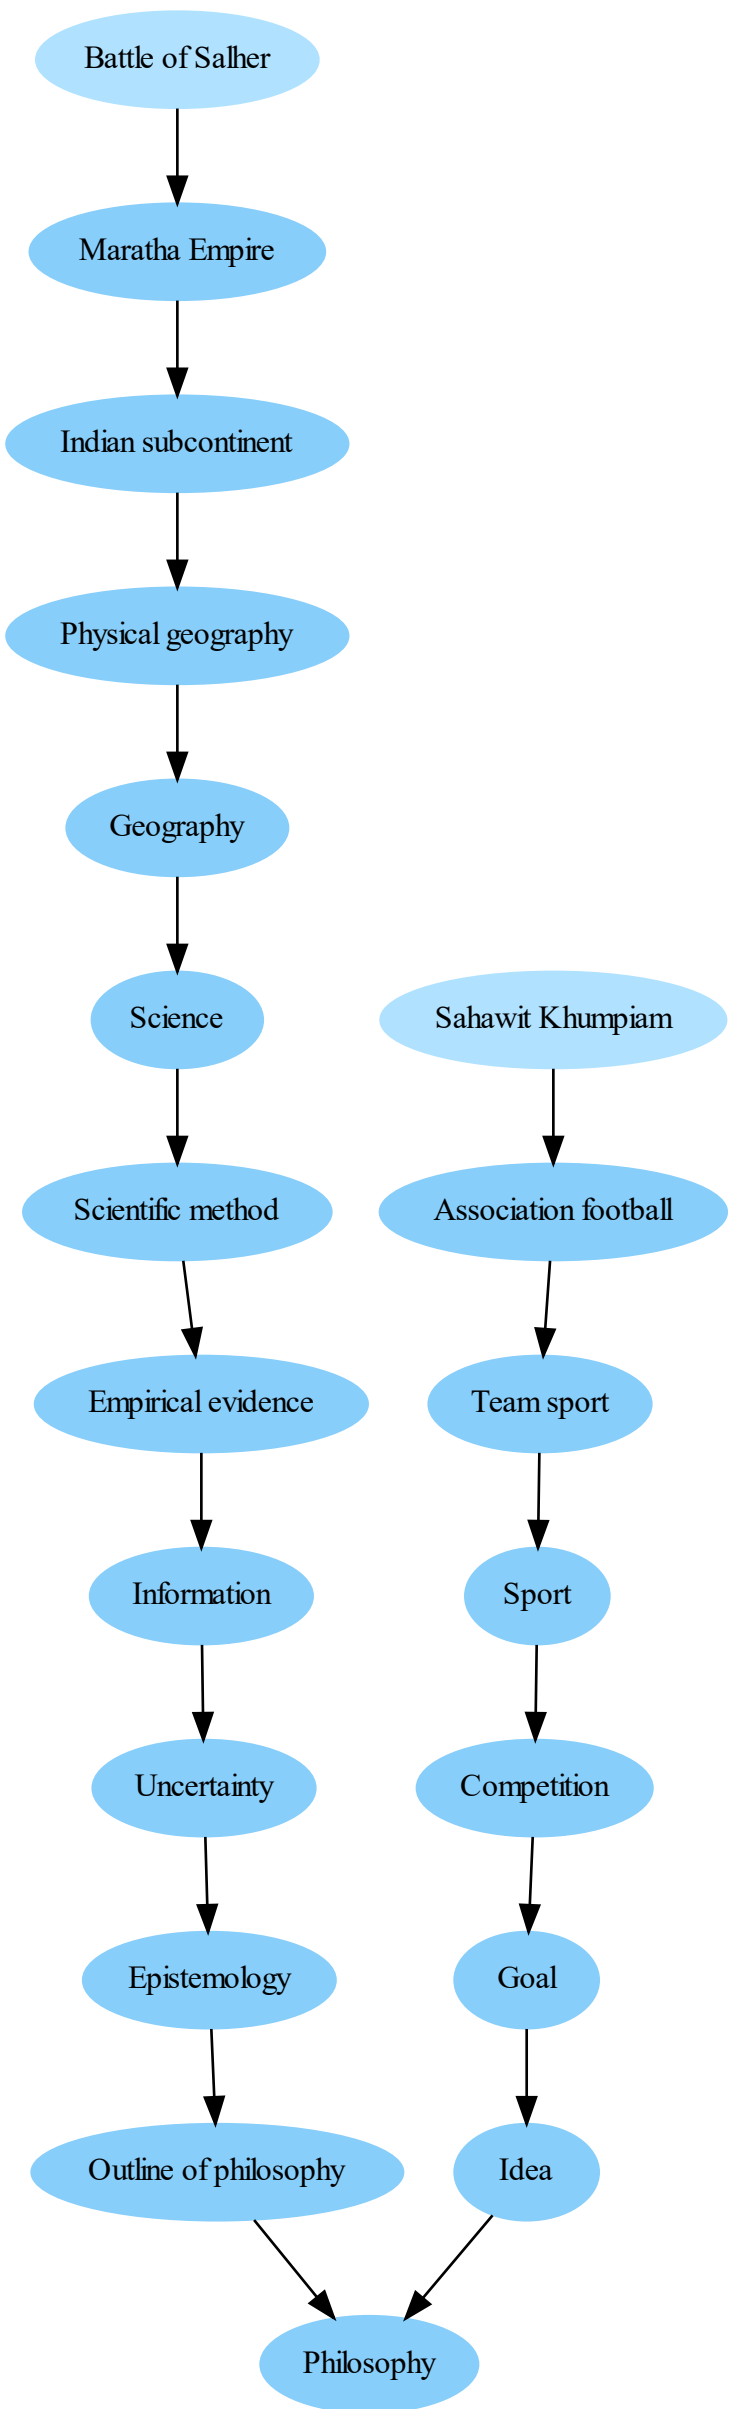 Battle of Salher
Maratha Empire
Indian subcontinent
Physical geography
Geography
Science
Sahawit Khumpiam
Scientific method
Association football
Empirical evidence
Team sport
Information
Sport
Uncertainty
Competition
Epistemology
Goal
Outline of philosophy
Idea
Philosophy